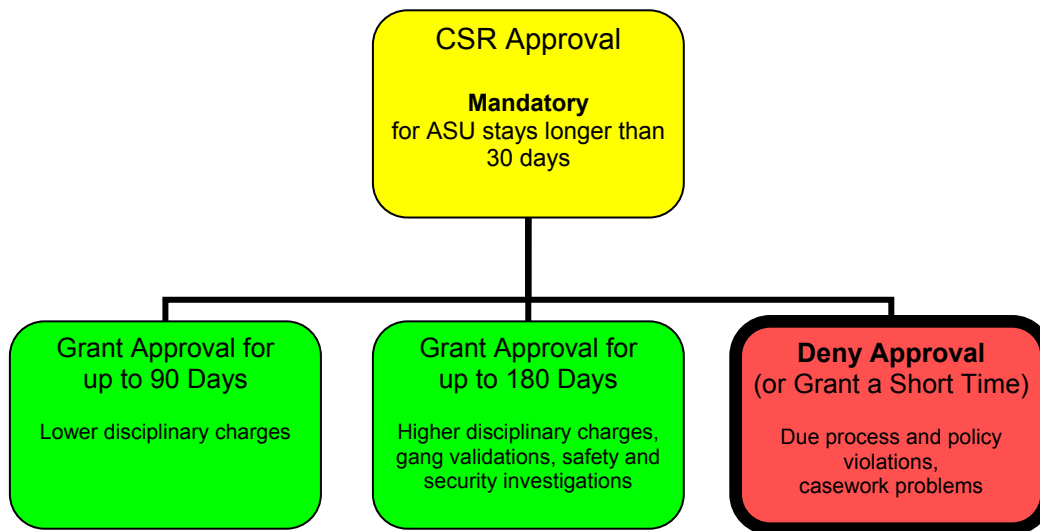 CSR Approval
Mandatory
for ASU stays longer than
30 days
Grant Approval for
up to 90 Days
Lower disciplinary charges
Grant Approval for
up to 180 Days
Higher disciplinary charges,
gang validations, safety and
security investigations
Deny Approval
(or Grant a Short Time)
Due process and policy
violations,
casework problems